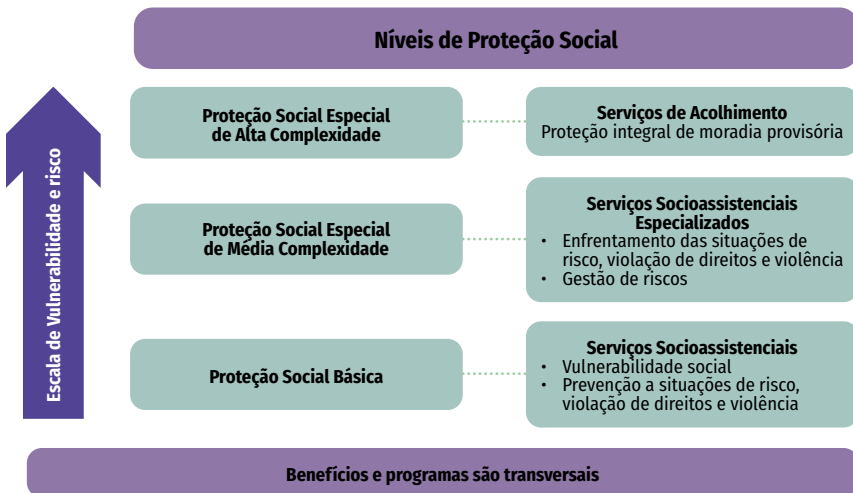 Níveis de Proteção Social
Escala de Vulnerabilidade e risco
Proteção Social Especial
de Alta Complexidade
Serviços de Acolhimento
Proteção integral de moradia provisória
Proteção Social Especial
de Média Complexidade
Serviços Socioassistenciais
Especializados
• Enfrentamento das situações de
risco, violação de direitos e violência
• Gestão de riscos
Proteção Social Básica
Serviços Socioassistenciais
• Vulnerabilidade social
• Prevenção a situações de risco,
violação de direitos e violência
Benefícios e programas são transversais